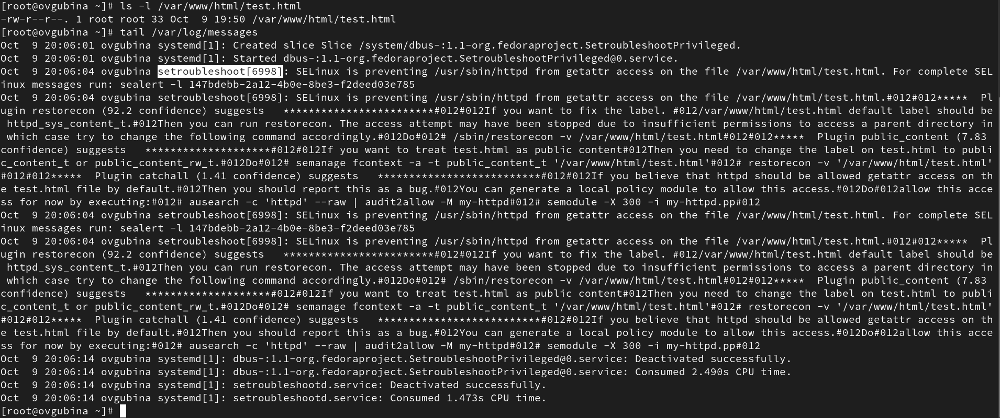 [root@ovgubina ~]# ls -l /var/www/html/test.html
-rw-r--r--. 1 root root 33 Oct  9 19:50 /var/www/html/test.html
[root@ovgubina ~]# tail /var/log/messages
Oct  9 20:06:01 ovgubina systemd[1]: Created slice Slice /system/dbus-:1.1-org.fedoraproject.SetroubleshootPrivileged.
Oct  9 20:06:01 ovgubina systemd[1]: Started dbus-:1.1-org.fedoraproject.SetroubleshootPrivileged@0.service.
Oct  9 20:06:04 ovgubina setroubleshoot[6998]: SELinux is preventing /usr/sbin/httpd from getattr access on the file /var/www/html/test.html. For complete SEL
inux messages run: sealert -l 147bdebb-2a12-4b0e-8be3-f2deed03e785
Oct  9 20:06:04 ovgubina setroubleshoot[6998]: SELinux is preventing /usr/sbin/httpd from getattr access on the file /var/www/html/test.html.#012#012*****  Pl
ugin restorecon (92.2 confidence) suggests   ************************#012#012If you want to fix the label. #012/var/www/html/test.html default label should be
 httpd_sys_content_t.#012Then you can run restorecon. The access attempt may have been stopped due to insufficient permissions to access a parent directory in
 which case try to change the following command accordingly.#012Do#012# /sbin/restorecon -v /var/www/html/test.html#012#012*****  Plugin public_content (7.83
confidence) suggests   ********************#012#012If you want to treat test.html as public content#012Then you need to change the label on test.html to publi
c_content_t or public_content_rw_t.#012Do#012# semanage fcontext -a -t public_content_t '/var/www/html/test.html'#012# restorecon -v '/var/www/html/test.html'
#012#012*****  Plugin catchall (1.41 confidence) suggests   **************************#012#012If you believe that httpd should be allowed getattr access on th
e test.html file by default.#012Then you should report this as a bug.#012You can generate a local policy module to allow this access.#012Do#012allow this acce
ss for now by executing:#012# ausearch -c 'httpd' --raw | audit2allow -M my-httpd#012# semodule -X 300 -i my-httpd.pp#012
Oct  9 20:06:04 ovgubina setroubleshoot[6998]: SELinux is preventing /usr/sbin/httpd from getattr access on the file /var/www/html/test.html. For complete SEL
inux messages run: sealert -l 147bdebb-2a12-4b0e-8be3-f2deed03e785
Oct  9 20:06:04 ovgubina setroubleshoot[6998]: SELinux is preventing /usr/sbin/httpd from getattr access on the file /var/www/html/test.html.#012#012*****  Pl
ugin restorecon (92.2 confidence) suggests   ************************#012#012If you want to fix the label. #012/var/www/html/test.html default label should be
 httpd_sys_content_t.#012Then you can run restorecon. The access attempt may have been stopped due to insufficient permissions to access a parent directory in
 which case try to change the following command accordingly.#012Do#012# /sbin/restorecon -v /var/www/html/test.html#012#012*****  Plugin public_content (7.83
confidence) suggests   ********************#012#012If you want to treat test.html as public content#012Then you need to change the label on test.html to publi
c_content_t or public_content_rw_t.#012Do#012# semanage fcontext -a -t public_content_t '/var/www/html/test.html'#012# restorecon -v '/var/www/html/test.html'
#012#012*****  Plugin catchall (1.41 confidence) suggests   **************************#012#012If you believe that httpd should be allowed getattr access on th
e test.html file by default.#012Then you should report this as a bug.#012You can generate a local policy module to allow this access.#012Do#012allow this acce
ss for now by executing:#012# ausearch -c 'httpd' --raw | audit2allow -M my-httpd#012# semodule -X 300 -i my-httpd.pp#012
Oct  9 20:06:14 ovgubina systemd[1]: dbus-:1.1-org.fedoraproject.SetroubleshootPrivileged@0.service: Deactivated successfully.
Oct  9 20:06:14 ovgubina systemd[1]: dbus-:1.1-org.fedoraproject.SetroubleshootPrivileged@0.service: Consumed 2.490s CPU time.
Oct  9 20:06:14 ovgubina systemd[1]: setroubleshootd.service: Deactivated successfully.
Oct  9 20:06:14 ovgubina systemd[1]: setroubleshootd.service: Consumed 1.473s CPU time.
[root@ovgubina ~]#